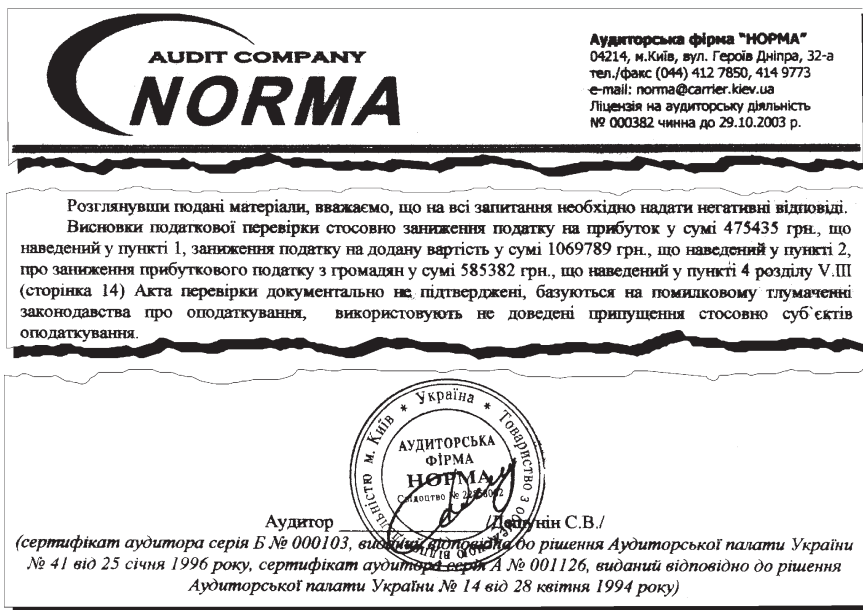 AUDIT COMPANY
NORMA
Аудиторська фірма "НОРМА"
04214, м.Київ, вул. Героїв Дніпра, 32-а
тел./факс (044) 412 7850, 414 9773
e-mail: norma@carrier.kiev.ua
Ліцензія на аудиторську діяльність
№ 000382 чинна до 29.10.2003 р.
Розглянувши подані матеріали, вважаємо, що на всі запитання необхідно надати негативні відповіді.
Висновки податкової перевірки стосовно заниження податку на прибуток у сумі 475435 грн., що
наведений у пункті 1, заниження податку на додану вартість у сумі 1069789 грн., що наведений у пункті 2,
про заниження прибуткового податку з громадян у сумі 585382 грн., що наведений у пункті 4 розділу V.III
(сторінка 14) Акта перевірки документально не підтверджені, базуються на помилковому тлумаченні
законодавства про оподаткування, використовують не доведені припущення стосовно суб`єктів
оподаткування.
* Україна * Товариство з відповідальністю м. Київ
АУДИТОРСЬКА
ФІРМА
НОРМА
Свідоцтво №
Аудитор /С.В./
(сертифікат аудитора серія Б № 000103, виданий відповідно до рішення Аудиторської палати України
№ 41 від 25 січня 1996 року, сертифікат аудитора серія А № 001126, виданий відповідно до рішення
Аудиторської палати України № 14 від 28 квітня 1994 року)